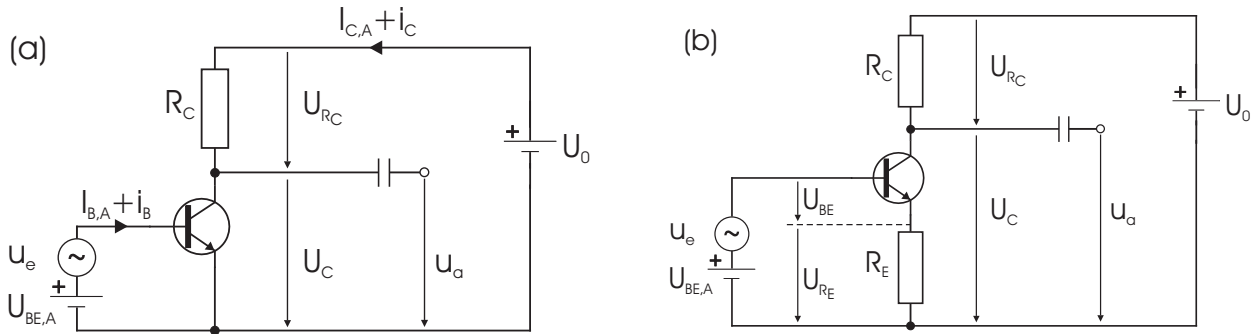 (a)
I_C,A+i_C
R_C
U_RC
+
U_0
I_B,A+i_B
u_e
~
+
U_BE,A
U_C
u_a
(b)
R_C
U_RC
+
U_0
U_BE
U_C
u_a
u_e
~
+
U_BE,A
U_RE
R_E